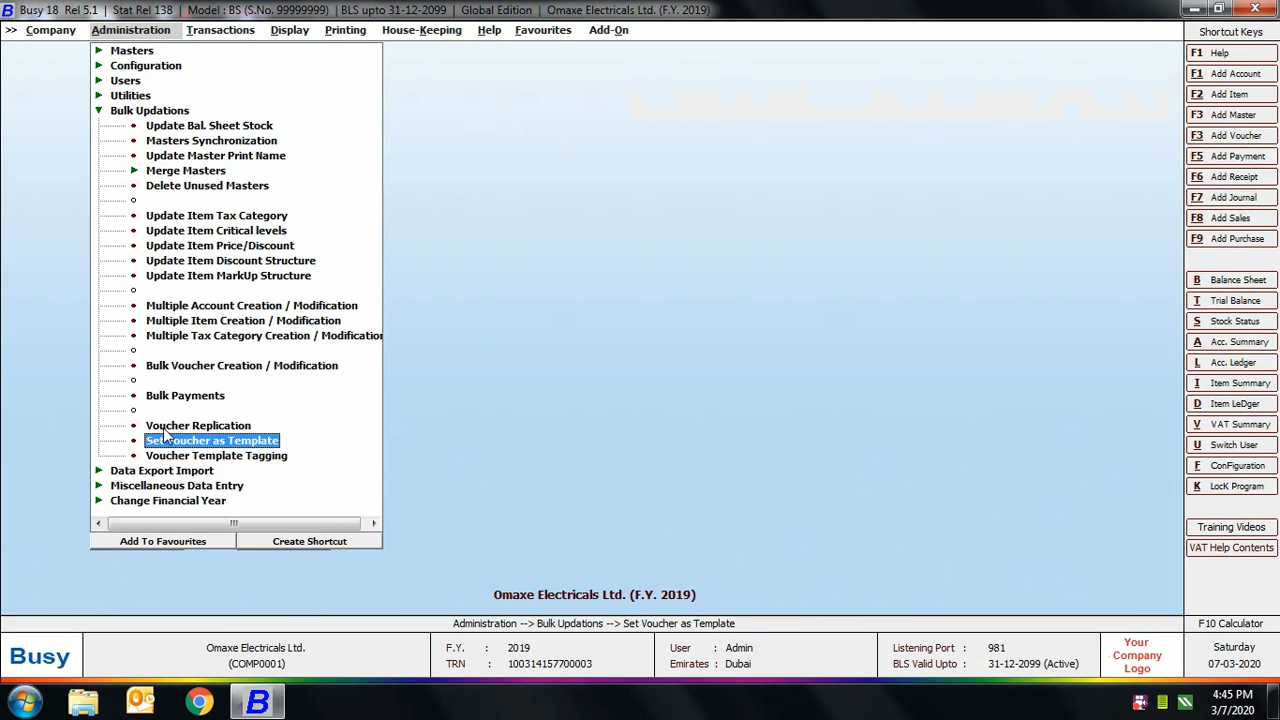 Busy 18 Rel 5.1 | Stat Rel 138 | Model : BS (S.No. 99999999) | BLS upto 31-12-2099 | Global Edition | Omaxe Electricals Ltd. (F.Y. 2019)
>> Company Administration Transactions Display Printing House-Keeping Help Favourites Add-On
Masters
Configuration
Users
Utilities
Bulk Updations
Update Bal. Sheet Stock
Masters Synchronization
Update Master Print Name
Merge Masters
Delete Unused Masters
Update Item Tax Category
Update Item Critical levels
Update Item Price/Discount
Update Item Discount Structure
Update Item MarkUp Structure
Multiple Account Creation / Modification
Multiple Item Creation / Modification
Multiple Tax Category Creation / Modification
Bulk Voucher Creation / Modification
Bulk Payments
Voucher Replication
Set Voucher as Template
Voucher Template Tagging
Data Export Import
Miscellaneous Data Entry
Change Financial Year
Add To Favourites Create Shortcut
Shortcut Keys
F1 Help
F1 Add Account
F2 Add Item
F3 Add Master
F3 Add Voucher
F5 Add Payment
F6 Add Receipt
F7 Add Journal
F8 Add Sales
F9 Add Purchase
B Balance Sheet
T Trial Balance
S Stock Status
A Acc. Summary
L Acc. Ledger
I Item Summary
D Item LeDger
V VAT Summary
U Switch User
F ConFiguration
K LocK Program
Training Videos
VAT Help Contents
Omaxe Electricals Ltd. (F.Y. 2019)
Administration --> Bulk Updations --> Set Voucher as Template
F10 Calculator
Busy
Omaxe Electricals Ltd.
(COMP0001)
F.Y. : 2019
TRN : 100314157700003
User : Admin
Emirates : Dubai
Listening Port : 981
BLS Valid Upto : 31-12-2099 (Active)
Your
Company
Logo
Saturday
07-03-2020
4:45 PM
3/7/2020